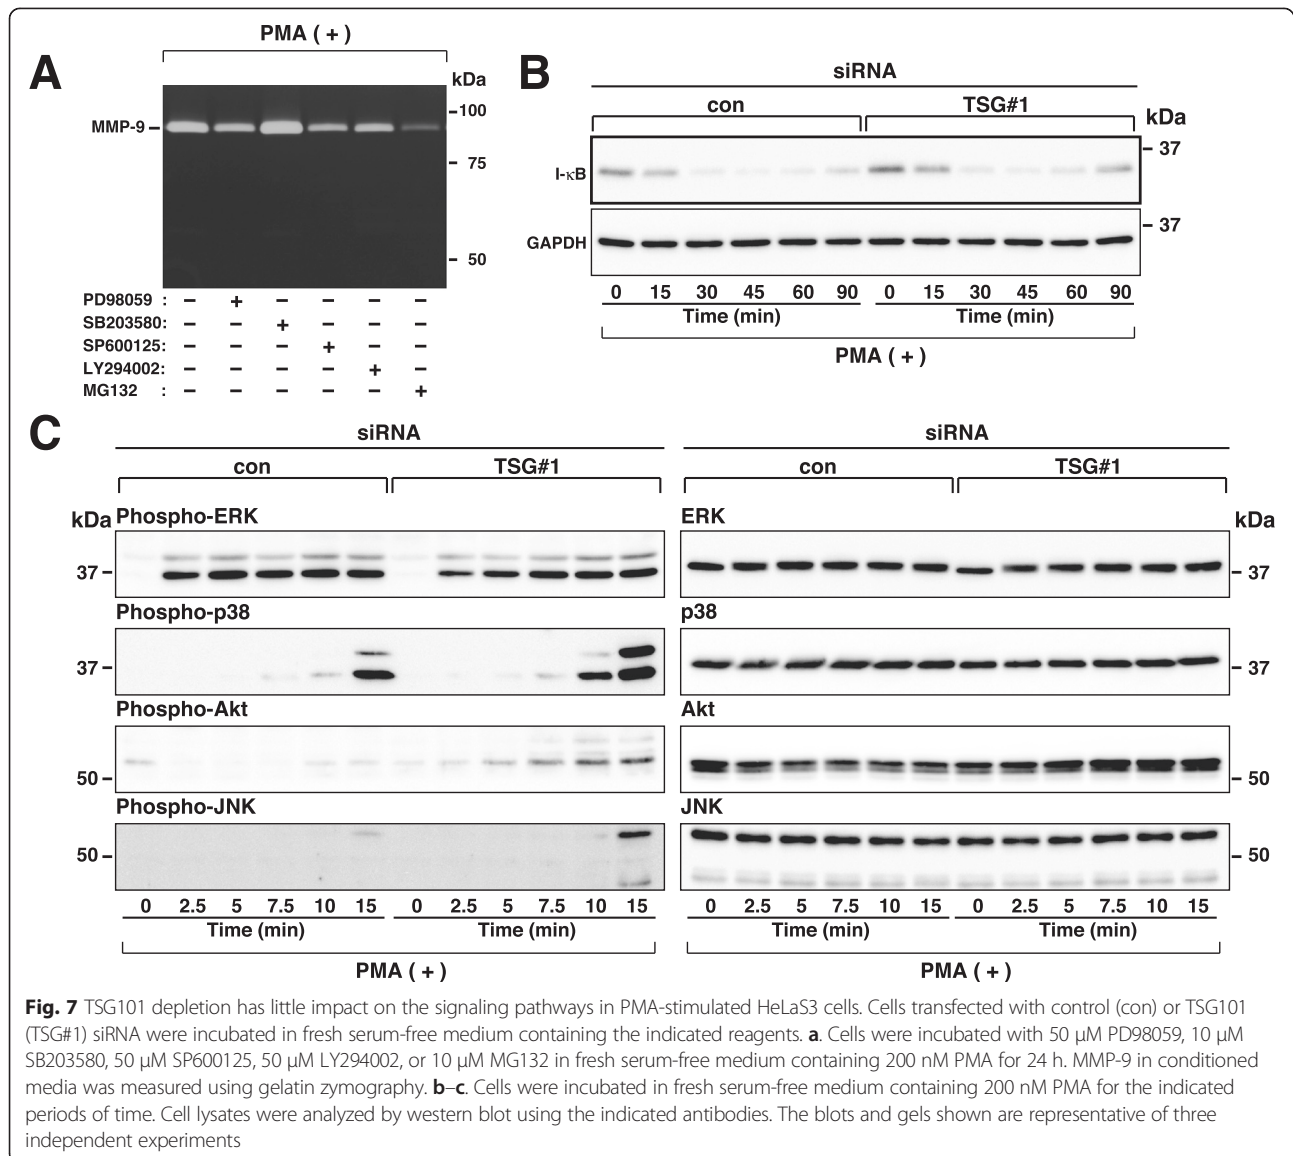 A
PMA ( + )
kDa
MMP-9
100
75
50
PD98059 : − + − − − −
SB203580: − − + − − −
SP600125: − − − + − −
LY294002: − − − − + −
MG132 : − − − − − +
B
siRNA
con TSG#1
kDa
I-κB
37
GAPDH
37
0 15 30 45 60 90 0 15 30 45 60 90
Time (min) Time (min)
PMA ( + )
C
siRNA
con TSG#1
kDa
Phospho-ERK
37
Phospho-p38
37
Phospho-Akt
50
Phospho-JNK
50
0 2.5 5 7.5 10 15 0 2.5 5 7.5 10 15
Time (min) Time (min)
PMA ( + )
siRNA
con TSG#1
ERK
kDa
37
p38
37
Akt
50
JNK
50
0 2.5 5 7.5 10 15 0 2.5 5 7.5 10 15
Time (min) Time (min)
PMA ( + )
Fig. 7 TSG101 depletion has little impact on the signaling pathways in PMA-stimulated HeLaS3 cells. Cells transfected with control (con) or TSG101
(TSG#1) siRNA were incubated in fresh serum-free medium containing the indicated reagents. a. Cells were incubated with 50 μM PD98059, 10 μM
SB203580, 50 μM SP600125, 50 μM LY294002, or 10 μM MG132 in fresh serum-free medium containing 200 nM PMA for 24 h. MMP-9 in conditioned
media was measured using gelatin zymography. b–c. Cells were incubated in fresh serum-free medium containing 200 nM PMA for the indicated
periods of time. Cell lysates were analyzed by western blot using the indicated antibodies. The blots and gels shown are representative of three
independent experiments